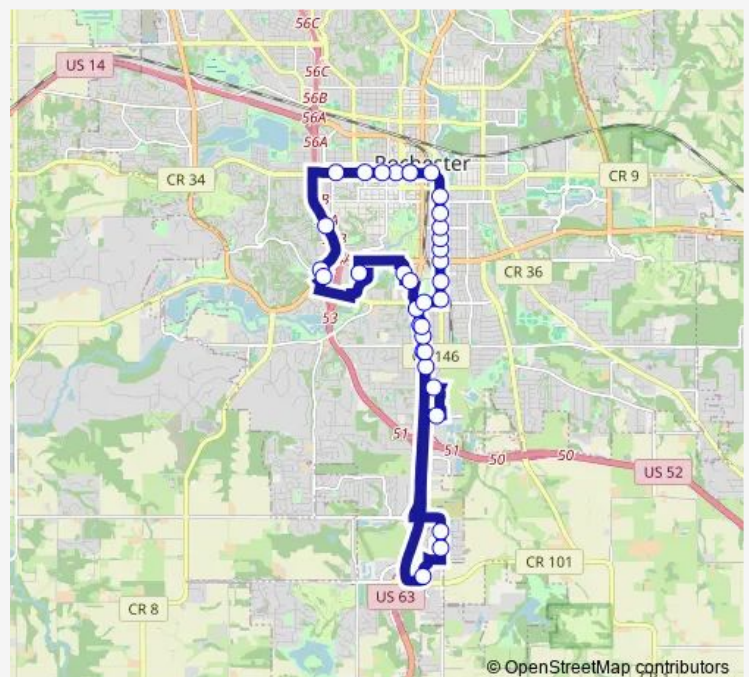 56C
US 14
56C
56B
56A
56A
Rochester
CR 34
CR 9
B
CR 36
53
146
51
51
50
50
US 52
CR 101
US 63
CR 8
© OpenStreetMap contributors